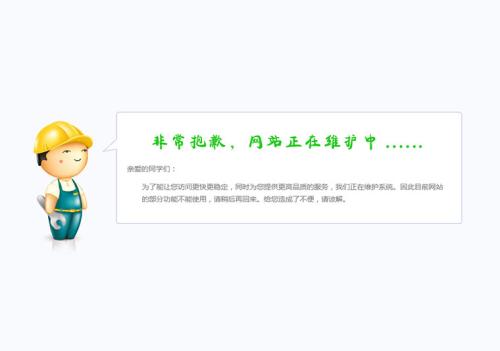 非常抱歉，网站正在维护中 ......
亲爱的同学们：
为了能让您访问更快更稳定，同时为您提供更高品质的服务，我们正在维护系统。因此目前网站
的部分功能不能使用，请稍后再回来。给您造成了不便，请谅解。